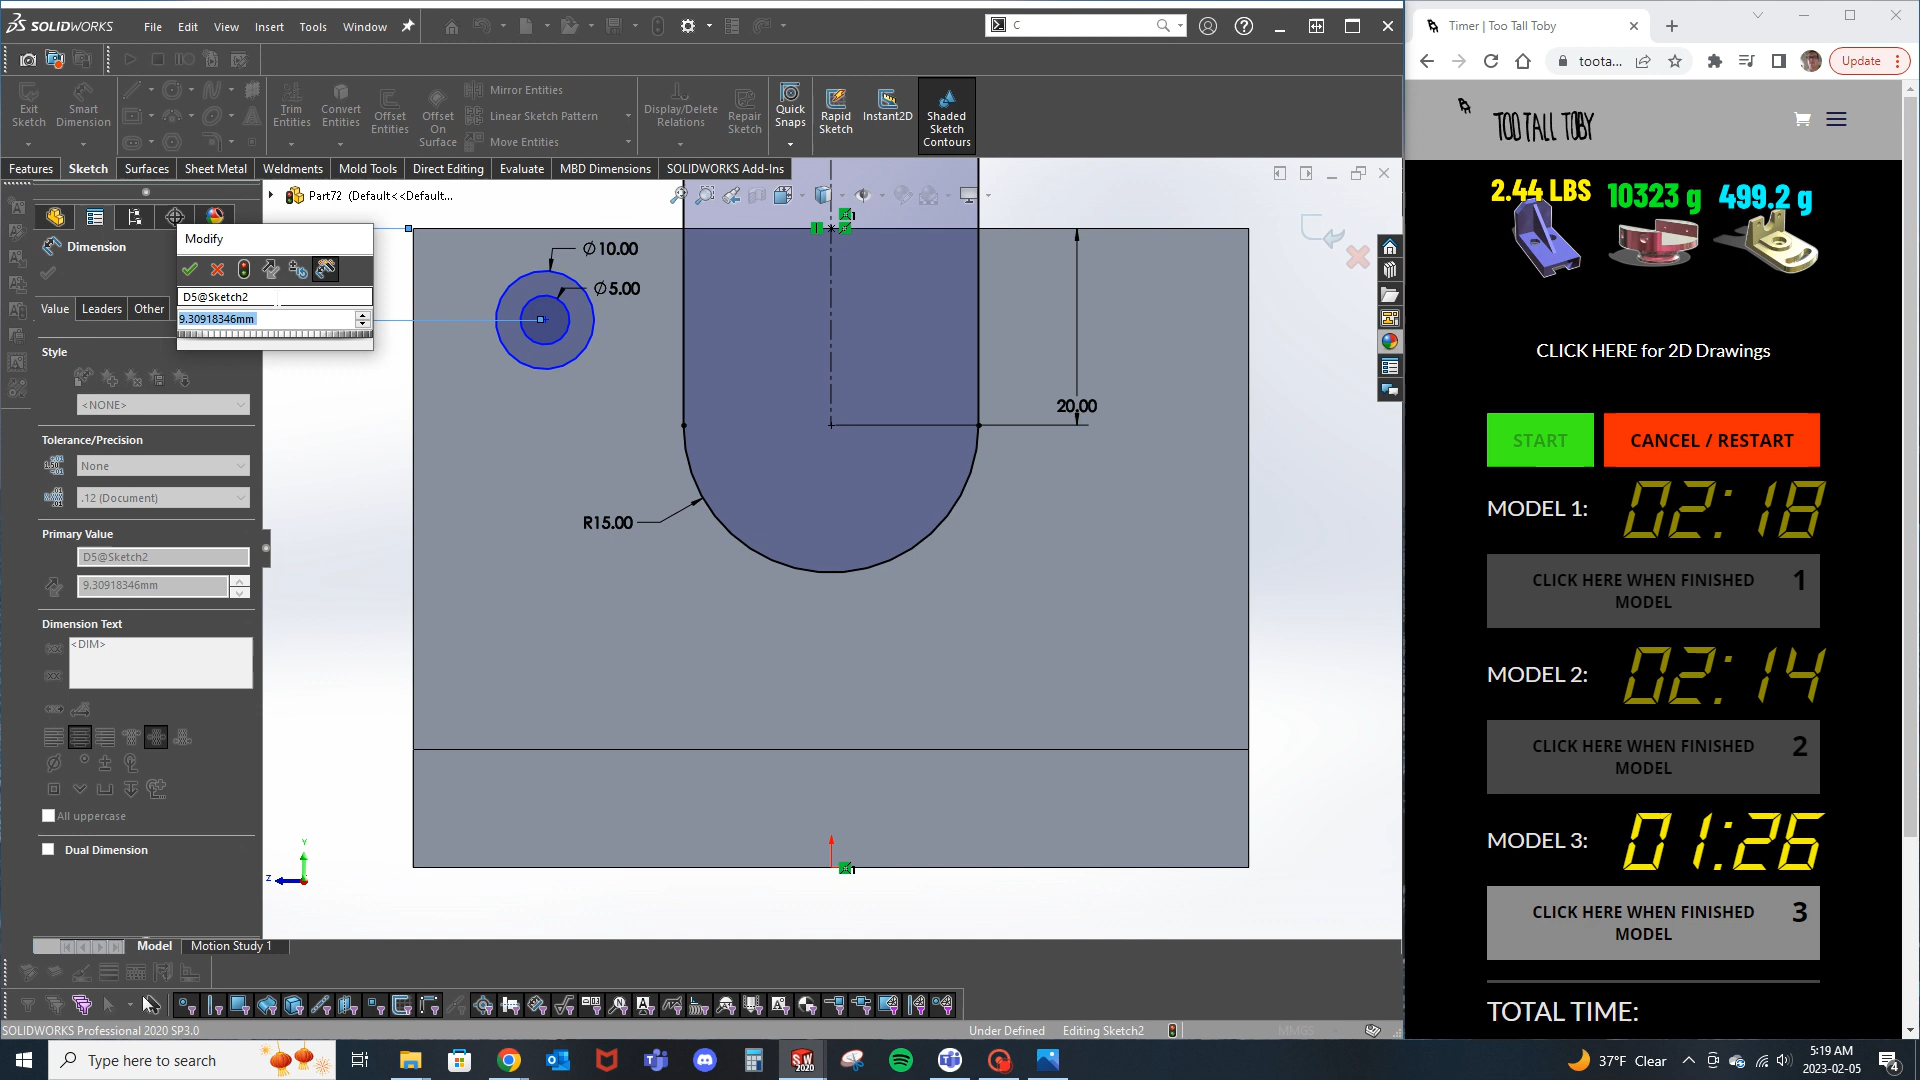 SOLIDWORKS File Edit View Insert Tools Window
C
Exit Sketch
Smart Dimension
Trim Entities
Convert Entities
Offset Entities
Offset On Surface
Mirror Entities
Linear Sketch Pattern
Move Entities
Display/Delete Relations
Repair Sketch
Quick Snaps
Rapid Sketch
Instant2D
Shaded Sketch Contours
Features Sketch Surfaces Sheet Metal Weldments Mold Tools Direct Editing Evaluate MBD Dimensions SOLIDWORKS Add-Ins
Part72 (Default<<Default...
Dimension
Modify
D5@Sketch2
9.30918346mm
Value Leaders Other
Style
<NONE>
Tolerance/Precision
None
.12 (Document)
Primary Value
D5@Sketch2
9.30918346mm
Dimension Text
<DIM>
All uppercase
Dual Dimension
Ø10.00
Ø5.00
20.00
R15.00
1
1
Y
Z
Model Motion Study 1
SOLIDWORKS Professional 2020 SP3.0
Under Defined Editing Sketch2 MMGS
Timer | Too Tall Toby
toota...
Update
TOO TALL TOBY
2.44 LBS 10323 g 499.2 g
CLICK HERE for 2D Drawings
START CANCEL / RESTART
MODEL 1: 02:18
CLICK HERE WHEN FINISHED MODEL 1
MODEL 2: 02:14
CLICK HERE WHEN FINISHED MODEL 2
MODEL 3: 01:26
CLICK HERE WHEN FINISHED MODEL 3
TOTAL TIME:
Type here to search
SW 2020
37°F Clear
5:19 AM
2023-02-05
4